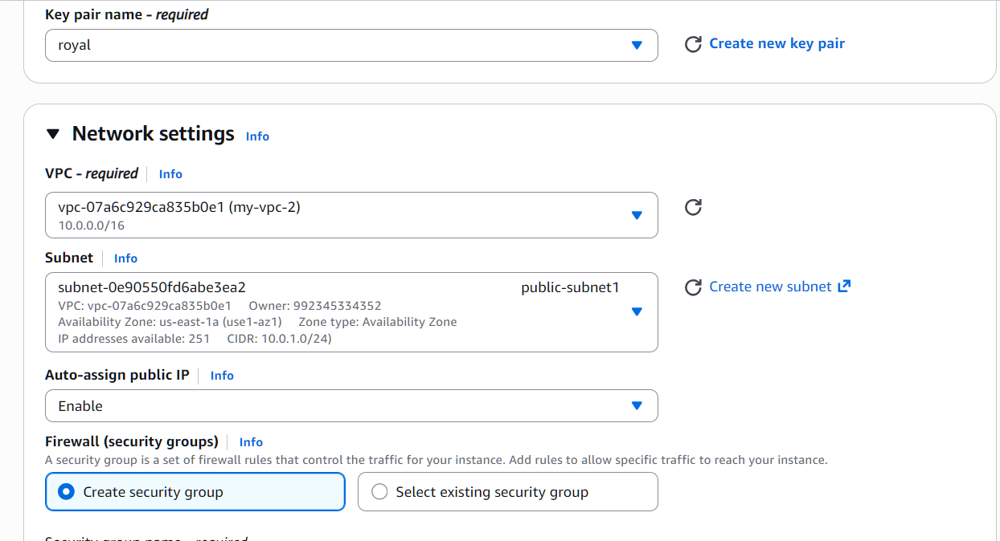 Key pair name - required
royal
Create new key pair
Network settings Info
VPC - required Info
vpc-07a6c929ca835b0e1 (my-vpc-2)
10.0.0.0/16
Subnet Info
subnet-0e90550fd6abe3ea2 public-subnet1
VPC: vpc-07a6c929ca835b0e1 Owner: 992345334352
Availability Zone: us-east-1a (use1-az1) Zone type: Availability Zone
IP addresses available: 251 CIDR: 10.0.1.0/24)
Create new subnet
Auto-assign public IP Info
Enable
Firewall (security groups) Info
A security group is a set of firewall rules that control the traffic for your instance. Add rules to allow specific traffic to reach your instance.
Create security group Select existing security group
Security group name - required